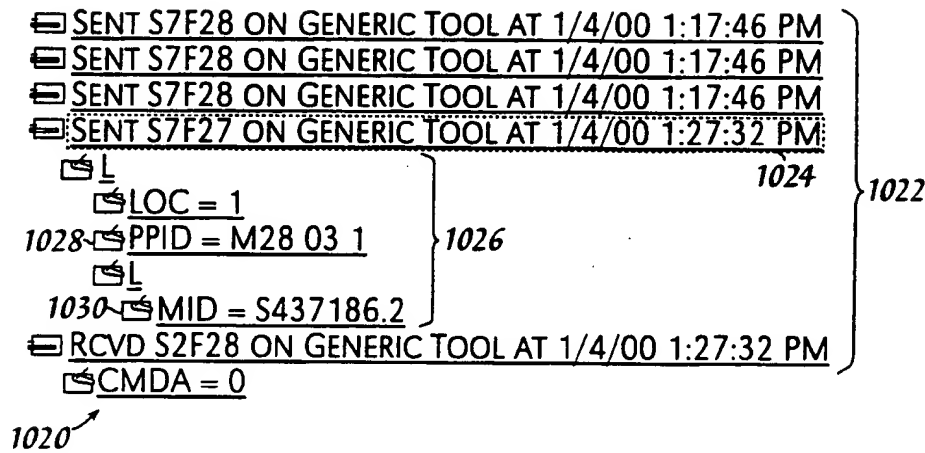 SENT S7F28 ON GENERIC TOOL AT 1/4/00 1:17:46 PM
SENT S7F28 ON GENERIC TOOL AT 1/4/00 1:17:46 PM
SENT S7F28 ON GENERIC TOOL AT 1/4/00 1:17:46 PM
SENT S7F27 ON GENERIC TOOL AT 1/4/00 1:27:32 PM
1024
L
1022
LOC = 1
1028 PPID = M28 03 1
1026
L
1030 MID = S437186.2
RCVD S2F28 ON GENERIC TOOL AT 1/4/00 1:27:32 PM
CMDA = 0
1020